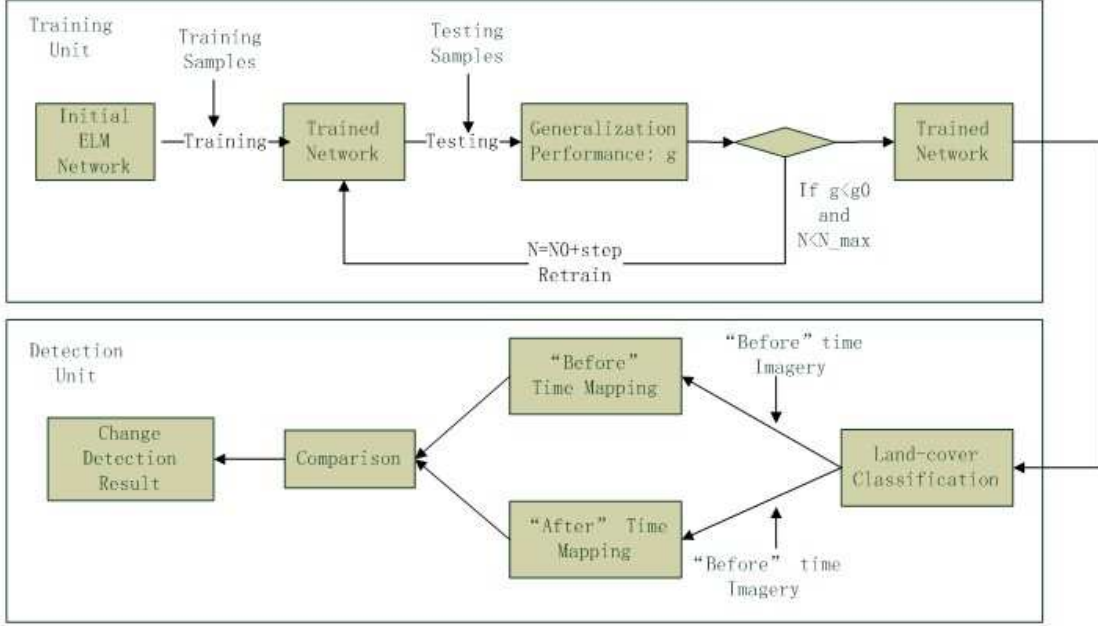 Training
Unit
Training
Samples
Testing
Samples
Initial
ELM
Network
Training
Trained
Network
Testing
Generalization
Performance: g
Trained
Network
If g<g0
and
N<N_max
N=N0+step
Retrain
Detection
Unit
“Before”
Time Mapping
“Before” time
Imagery
Change
Detection
Result
Comparison
Land-cover
Classification
“After” Time
Mapping
“Before” time
Imagery